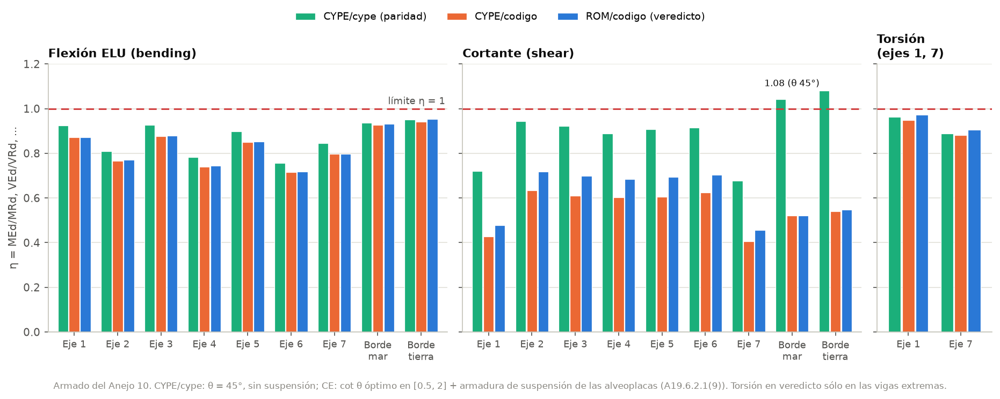 CYPE/cype (paridad)
CYPE/codigo
ROM/codigo (veredicto)
Flexión ELU (bending)
η = MEd/MRd, VEd/VRd, ...
1.2
1.0
0.8
0.6
0.4
0.2
0.0
límite η = 1
Eje 1
Eje 2
Eje 3
Eje 4
Eje 5
Eje 6
Eje 7
Borde
mar
Borde
tierra
Cortante (shear)
1.08 (θ 45°)
Eje 1
Eje 2
Eje 3
Eje 4
Eje 5
Eje 6
Eje 7
Borde
mar
Borde
tierra
Torsión
(ejes 1, 7)
Eje 1
Eje 7
Armado del Anejo 10. CYPE/cype: θ = 45°, sin suspensión; CE: cot θ óptimo en [0.5, 2] + armadura de suspensión de las alveoplacas (A19.6.2.1(9)). Torsión en veredicto sólo en las vigas extremas.